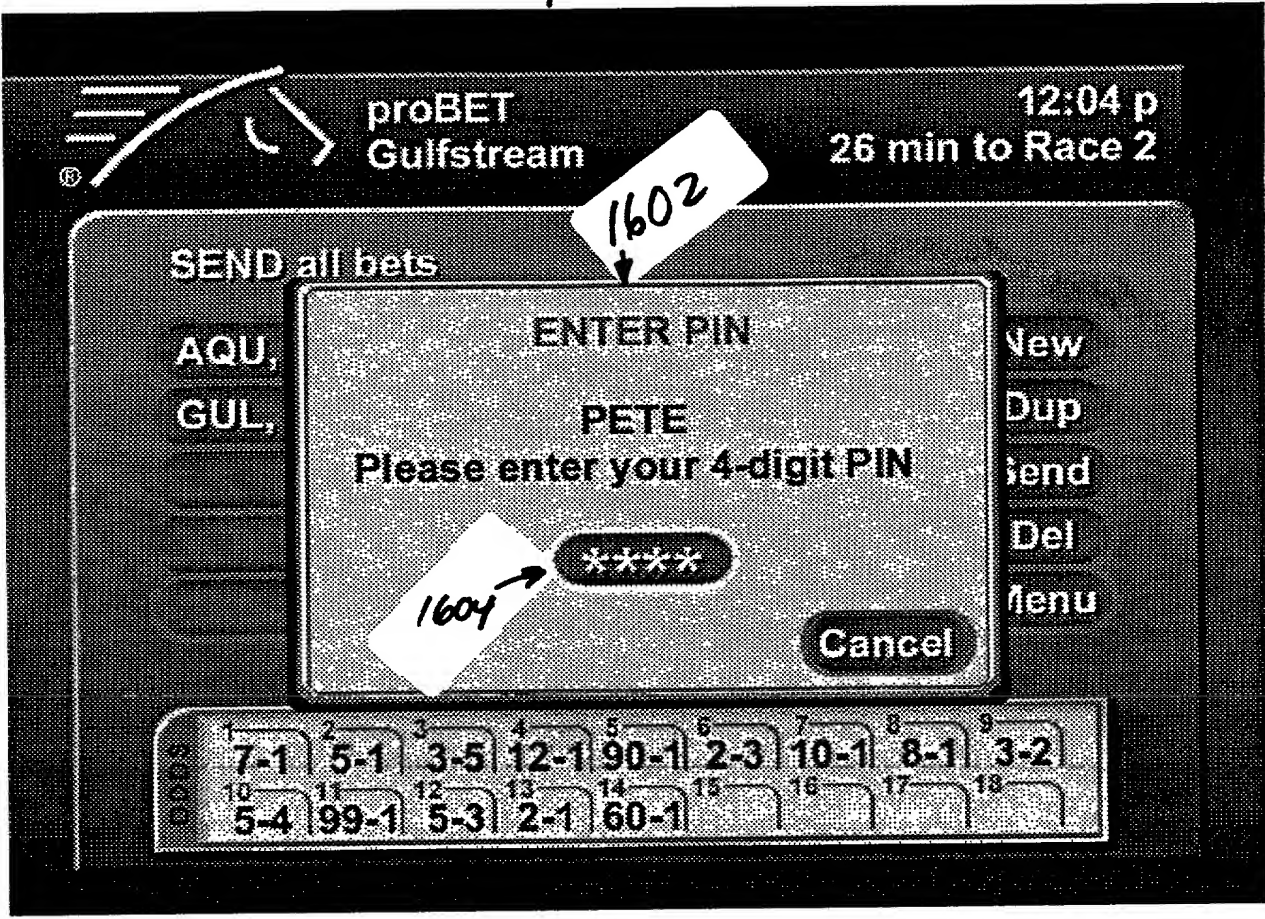 proBET
Gulfstream
12:04 p
26 min to Race 2
®
1602
SEND all bets
ENTER PIN
AQU,
New
GUL,
PETE
Dup
Please enter your 4-digit PIN
Send
****
Del
1604
Menu
Cancel
ODDS
1 2 3 4 5 6 7 8 9
7-1 5-1 3-5 12-1 90-1 2-3 10-1 8-1 3-2
10 11 12 13 14 15 16 17 18
5-4 99-1 5-3 2-1 60-1